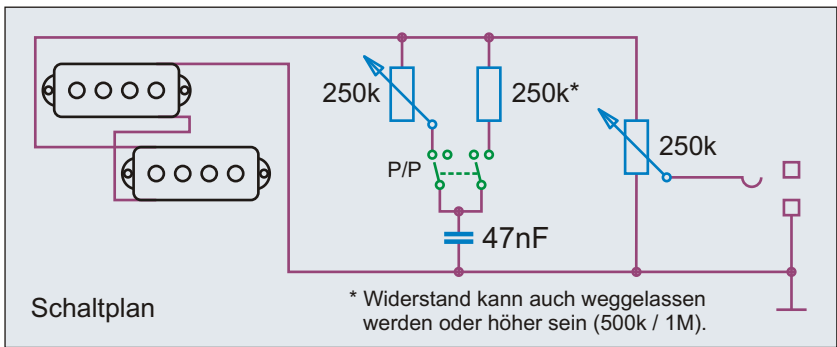 250k
250k*
250k
P/P
47nF
Schaltplan
* Widerstand kann auch weggelassen
werden oder höher sein (500k / 1M).